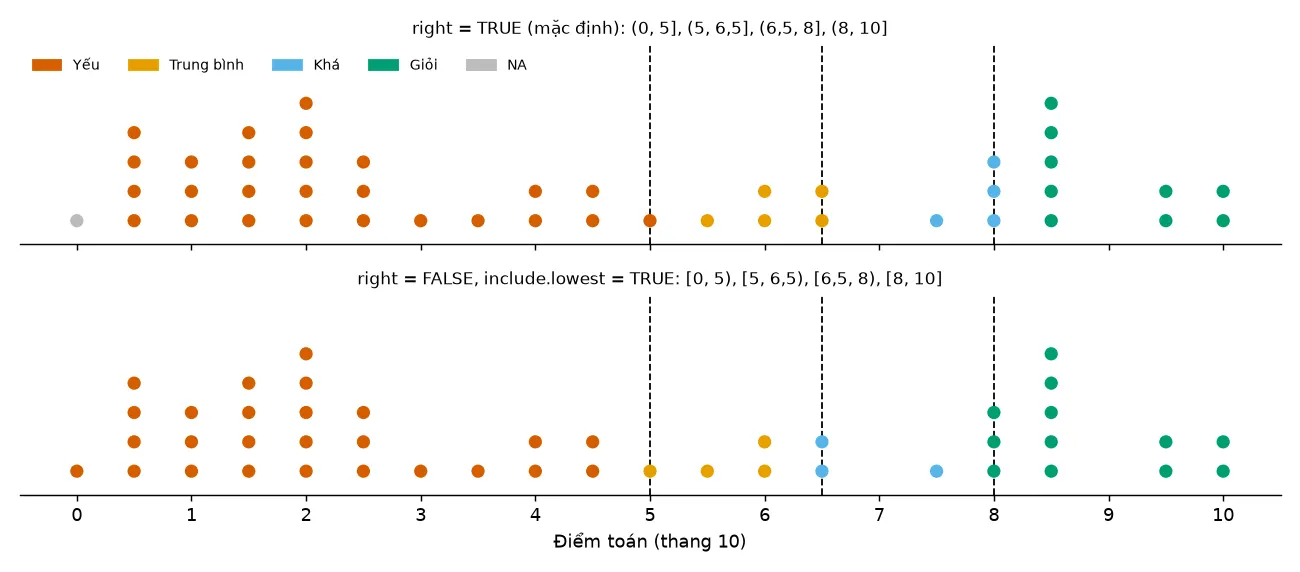 right = TRUE (mặc định): (0, 5], (5, 6,5], (6,5, 8], (8, 10]
Yếu Trung bình Khá Giỏi NA
right = FALSE, include.lowest = TRUE: [0, 5), [5, 6,5), [6,5, 8), [8, 10]
0 1 2 3 4 5 6 7 8 9 10
Điểm toán (thang 10)